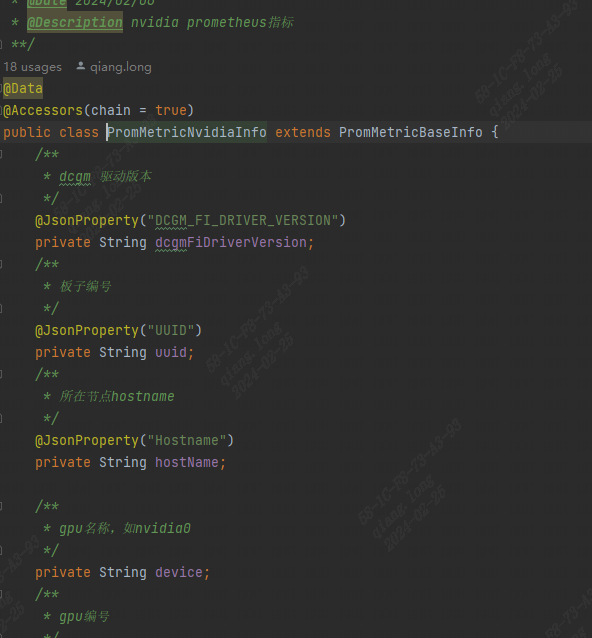 * @Description nvidia prometheus指标
**/
18 usages qiang.long
@Data
@Accessors(chain = true)
public class PromMetricNvidiaInfo extends PromMetricBaseInfo {
/**
* dcgm 驱动版本
*/
@JsonProperty("DCGM_FI_DRIVER_VERSION")
private String dcgmFiDriverVersion;
/**
* 板子编号
*/
@JsonProperty("UUID")
private String uuid;
/**
* 所在节点hostname
*/
@JsonProperty("Hostname")
private String hostName;
/**
* gpu名称，如nvidia0
*/
private String device;
/**
* gpu编号